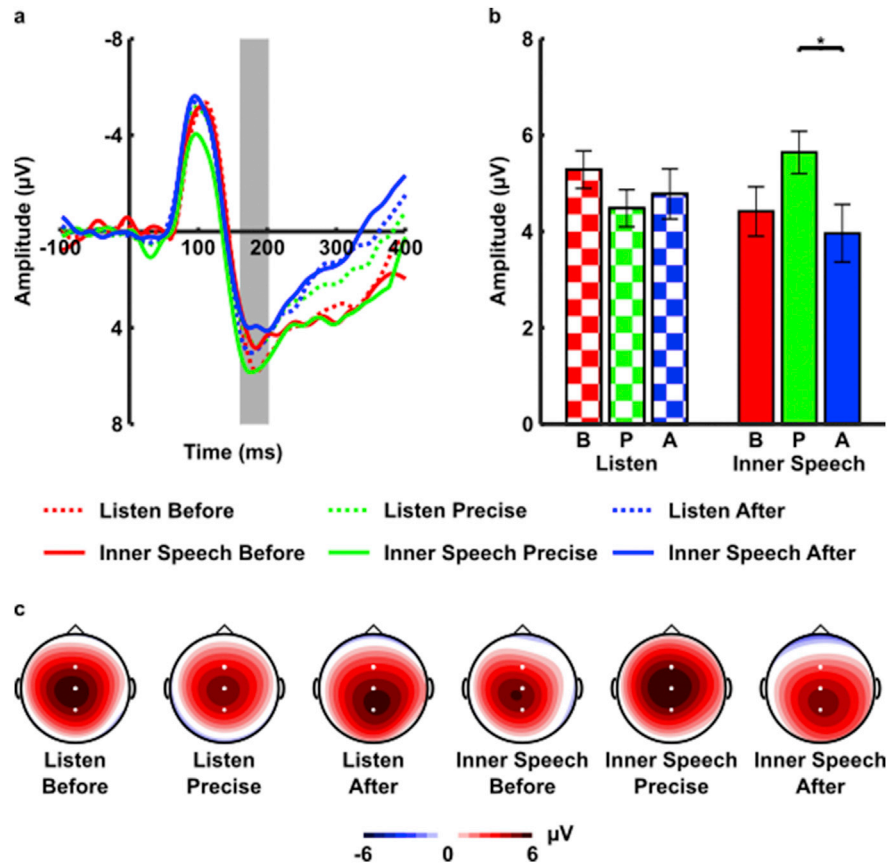 a
-8
-4
Amplitude (µV)
-100
100
200
300
400
4
8
Time (ms)
b
8
*
6
Amplitude (µV)
4
2
0
B P A B P A
Listen Inner Speech
Listen Before Listen Precise Listen After
Inner Speech Before Inner Speech Precise Inner Speech After
c
Listen Listen Listen Inner Speech Inner Speech Inner Speech
Before Precise After Before Precise After
µV
-6 0 6